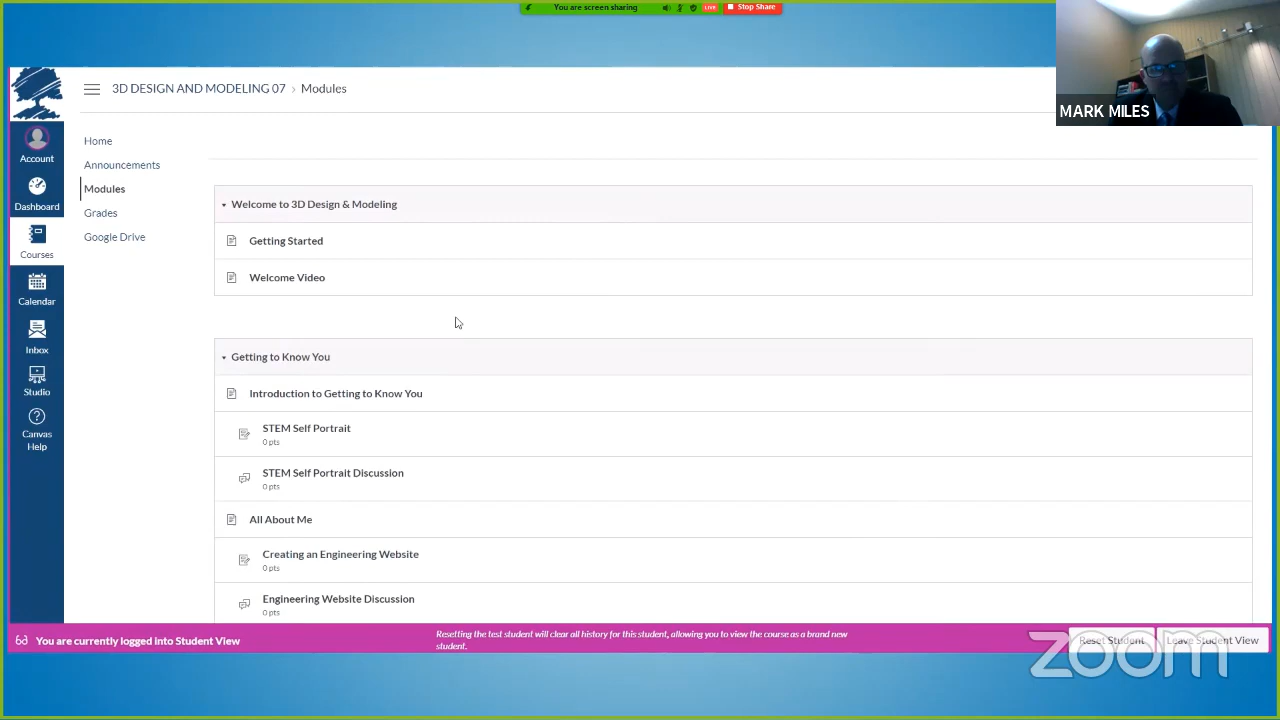 You are screen sharing
LIVE
Stop Share
MARK MILES
3D DESIGN AND MODELING 07 › Modules
Account
Dashboard
Courses
Calendar
Inbox
Studio
Canvas
Help
Home
Announcements
Modules
Grades
Google Drive
Welcome to 3D Design & Modeling
Getting Started
Welcome Video
Getting to Know You
Introduction to Getting to Know You
STEM Self Portrait
0 pts
STEM Self Portrait Discussion
0 pts
All About Me
Creating an Engineering Website
0 pts
Engineering Website Discussion
0 pts
You are currently logged into Student View
Resetting the test student will clear all history for this student, allowing you to view the course as a brand new
student.
Reset Student
Leave Student View
zoom